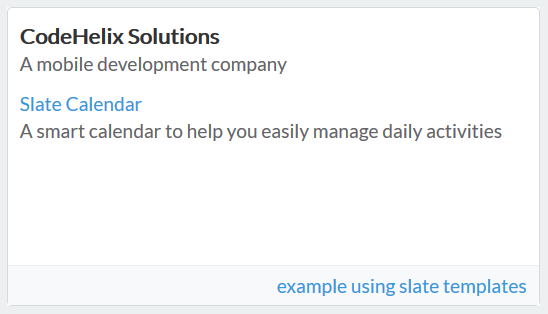 CodeHelix Solutions
A mobile development company
Slate Calendar
A smart calendar to help you easily manage daily activities
example using slate templates